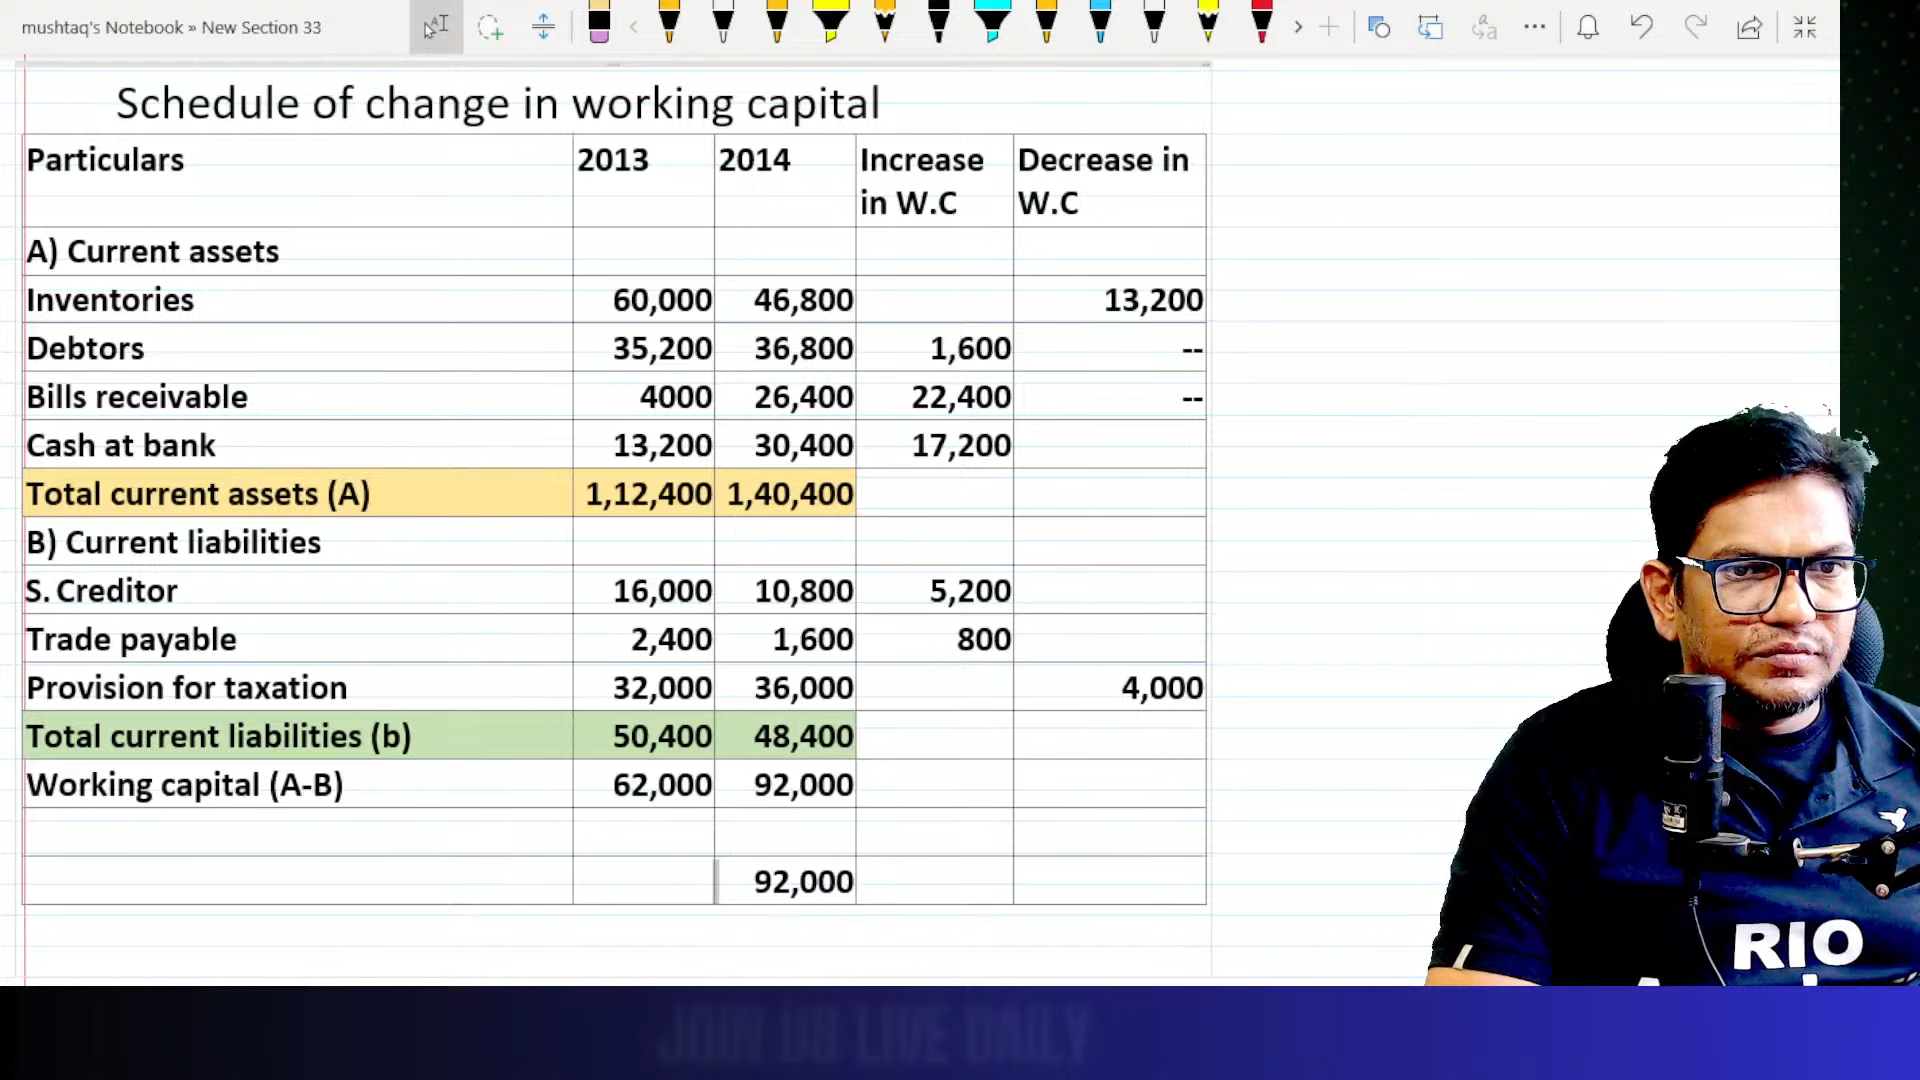 mushtaq's Notebook » New Section 33
Schedule of change in working capital
Particulars 2013 2014 Increase in W.C Decrease in W.C
A) Current assets
Inventories 60,000 46,800 13,200
Debtors 35,200 36,800 1,600 --
Bills receivable 4000 26,400 22,400 --
Cash at bank 13,200 30,400 17,200
Total current assets (A) 1,12,400 1,40,400
B) Current liabilities
S. Creditor 16,000 10,800 5,200
Trade payable 2,400 1,600 800
Provision for taxation 32,000 36,000 4,000
Total current liabilities (b) 50,400 48,400
Working capital (A-B) 62,000 92,000
92,000
RIO
JOIN US LIVE DAILY